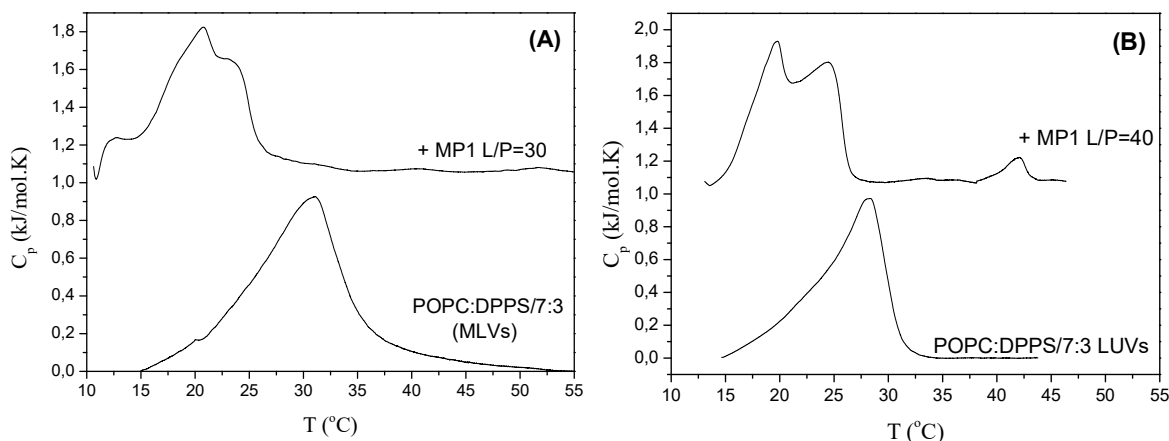 (A)
1,8
1,6
1,4
1,2
1,0
0,8
0,6
0,4
0,2
0,0
C_p (kJ/mol.K)
+ MP1 L/P=30
POPC:DPPS/7:3
(MLVs)
10 15 20 25 30 35 40 45 50 55
T (°C)
(B)
2,0
1,8
1,6
1,4
1,2
1,0
0,8
0,6
0,4
0,2
0,0
C_p (kJ/mol.K)
+ MP1 L/P=40
POPC:DPPS/7:3 LUVs
10 15 20 25 30 35 40 45 50 55
T (°C)